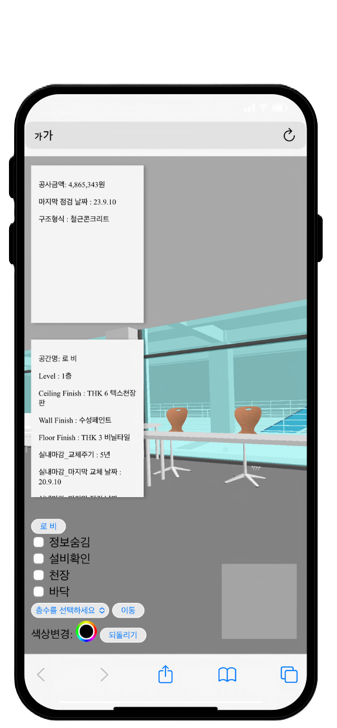 가가
공사금액: 4,865,343원
마지막 점검 날짜 : 23.9.10
구조형식 : 철근콘크리트
공간명: 로 비
Level : 1층
Ceiling Finish : THK 6 텍스천장
판
Wall Finish : 수성페인트
Floor Finish : THK 3 비닐타일
실내마감_교체주기 : 5년
실내마감_마지막 교체 날짜 :
20.9.10
로 비
정보숨김
설비확인
천장
바닥
층수를 선택하세요
이동
색상변경:
되돌리기